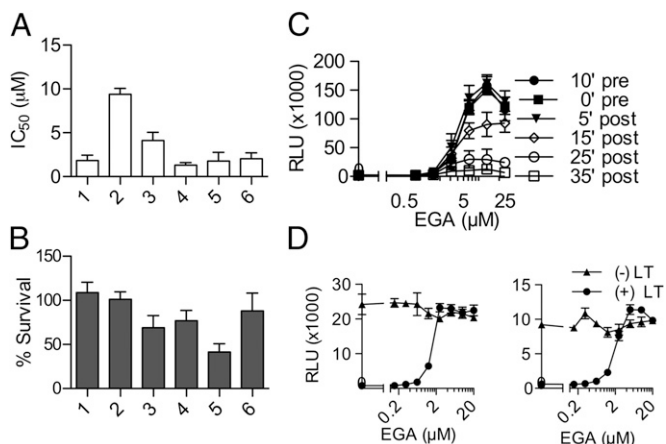 A
IC50 (μM)
15
10
5
0
1 2 3 4 5 6
B
% Survival
150
100
50
0
1 2 3 4 5 6
C
RLU (x1000)
200
150
100
50
0
0 0.5 5 25
EGA (μM)
10' pre
0' pre
5' post
15' post
25' post
35' post
D
RLU (x1000)
30
20
10
0
0 0.2 2 20
EGA (μM)
15
10
5
0
0 0.2 2 20
EGA (μM)
(-) LT
(+) LT